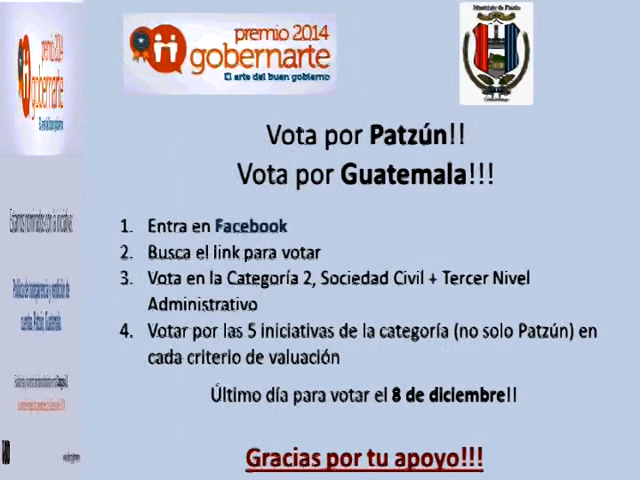 premio 2014
gobernarte
El arte del buen gobierno
Vota por Patzún!!
Vota por Guatemala!!!
1. Entra en Facebook
2. Busca el link para votar
3. Vota en la Categoría 2, Sociedad Civil + Tercer Nivel
Administrativo
4. Votar por las 5 iniciativas de la categoría (no solo Patzún) en
cada criterio de valuación
Último día para votar el 8 de diciembre!!
Gracias por tu apoyo!!!
premio 2014
gobernarte